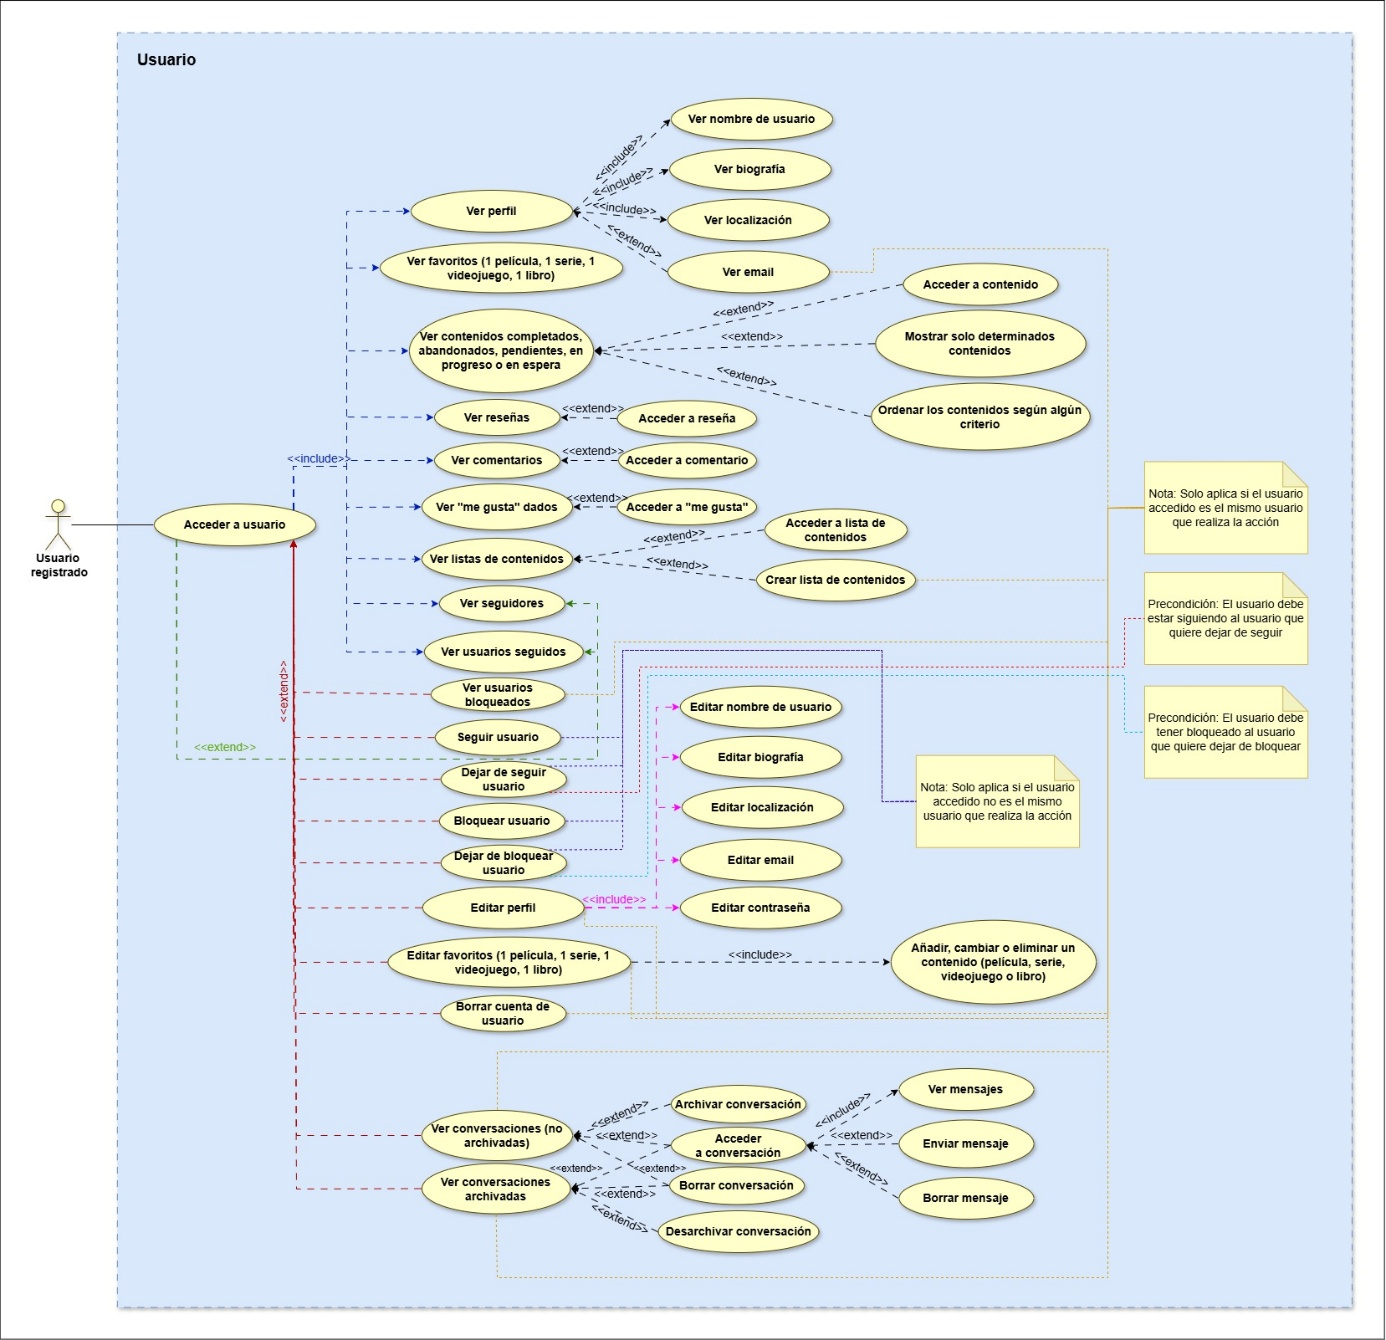 Usuario
Ver nombre de usuario
<<include>>
Ver biografía
<<include>>
Ver perfil
<<include>>
Ver localización
<<extend>>
Ver email
Ver favoritos (1 película, 1 serie, 1
videojuego, 1 libro)
Acceder a contenido
<<extend>>
Ver contenidos completados,
abandonados, pendientes, en
progreso o en espera
<<extend>>
Mostrar solo determinados
contenidos
<<extend>>
Ordenar los contenidos según algún
criterio
Ver reseñas
<<extend>>
Acceder a reseña
<<include>>
Ver comentarios
<<extend>>
Acceder a comentario
Ver "me gusta" dados
<<extend>>
Acceder a "me gusta"
Nota: Solo aplica si el usuario
accedido es el mismo usuario
que realiza la acción
Acceder a usuario
Usuario
registrado
Acceder a lista de
contenidos
<<extend>>
Ver listas de contenidos
<<extend>>
Crear lista de contenidos
Ver seguidores
Precondición: El usuario debe
estar siguiendo al usuario que
quiere dejar de seguir
Ver usuarios seguidos
<<extend>>
Ver usuarios
bloqueados
Editar nombre de usuario
Precondición: El usuario debe
tener bloqueado al usuario
que quiere dejar de bloquear
Seguir usuario
<<extend>>
Editar biografía
Dejar de seguir
usuario
Nota: Solo aplica si el usuario
accedido no es el mismo
usuario que realiza la acción
Editar localización
Bloquear usuario
Dejar de bloquear
usuario
Editar email
Editar perfil
<<include>>
Editar contraseña
Editar favoritos (1 película, 1 serie, 1
videojuego, 1 libro)
<<include>>
Añadir, cambiar o eliminar un
contenido (película, serie,
videojuego o libro)
Borrar cuenta de
usuario
Ver mensajes
Archivar conversación
<<extend>>
<<include>>
Ver conversaciones (no
archivadas)
<<extend>>
Acceder
a conversación
<<extend>>
Enviar mensaje
<<extend>>
<<extend>>
<<extend>>
Ver conversaciones
archivadas
Borrar conversación
<<extend>>
Borrar mensaje
<<extend>>
Desarchivar conversación